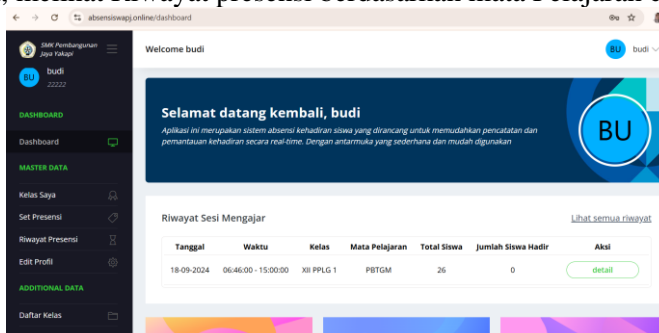 absensiswapj.online/dashboard
SMK Pembangunan
Jaya Yakapi
Welcome budi
BU
budi
BU
budi
22222
DASHBOARD
Dashboard
MASTER DATA
Kelas Saya
Set Presensi
Riwayat Presensi
Edit Profil
ADDITIONAL DATA
Daftar Kelas
Selamat datang kembali, budi
Aplikasi ini merupakan sistem absensi kehadiran siswa yang dirancang untuk memudahkan pencatatan dan
pemantauan kehadiran secara real-time. Dengan antarmuka yang sederhana dan mudah digunakan
BU
Riwayat Sesi Mengajar
Lihat semua riwayat
Tanggal Waktu Kelas Mata Pelajaran Total Siswa Jumlah Siswa Hadir Aksi
18-09-2024 06:46:00 - 15:00:00 XII PPLG 1 PBTGM 26 0 detail